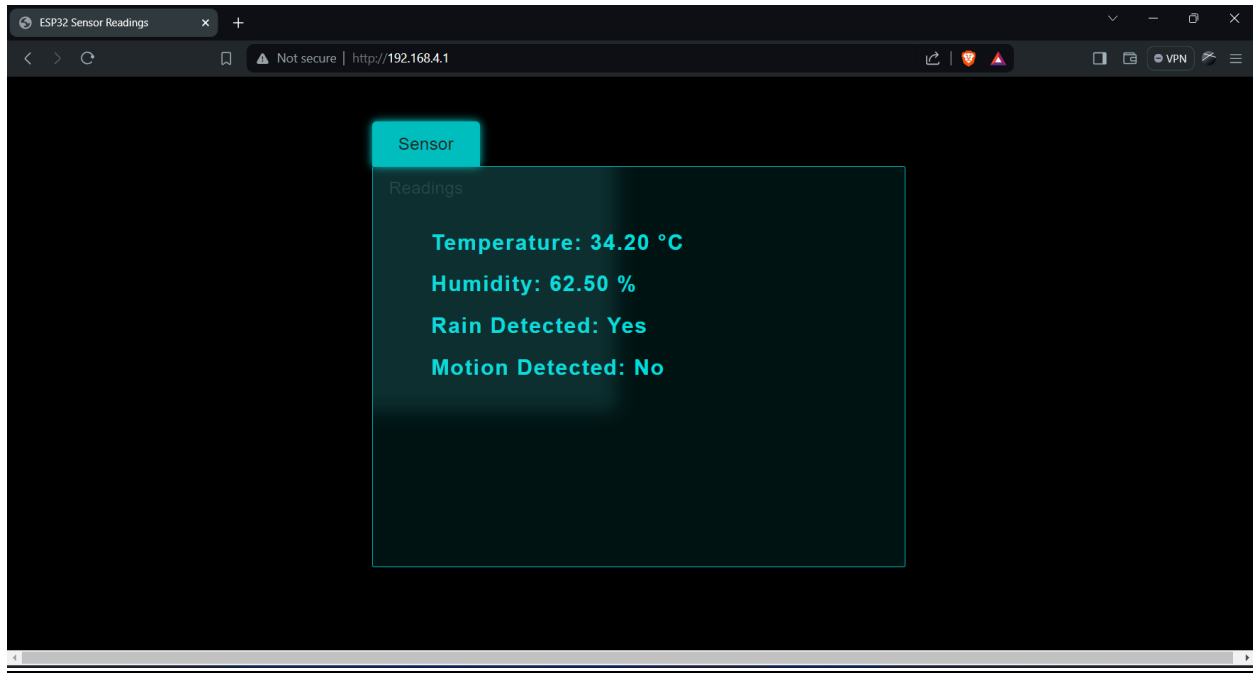 ESP32 Sensor Readings
Not secure http://192.168.4.1
VPN
Sensor
Readings
Temperature: 34.20 °C
Humidity: 62.50 %
Rain Detected: Yes
Motion Detected: No